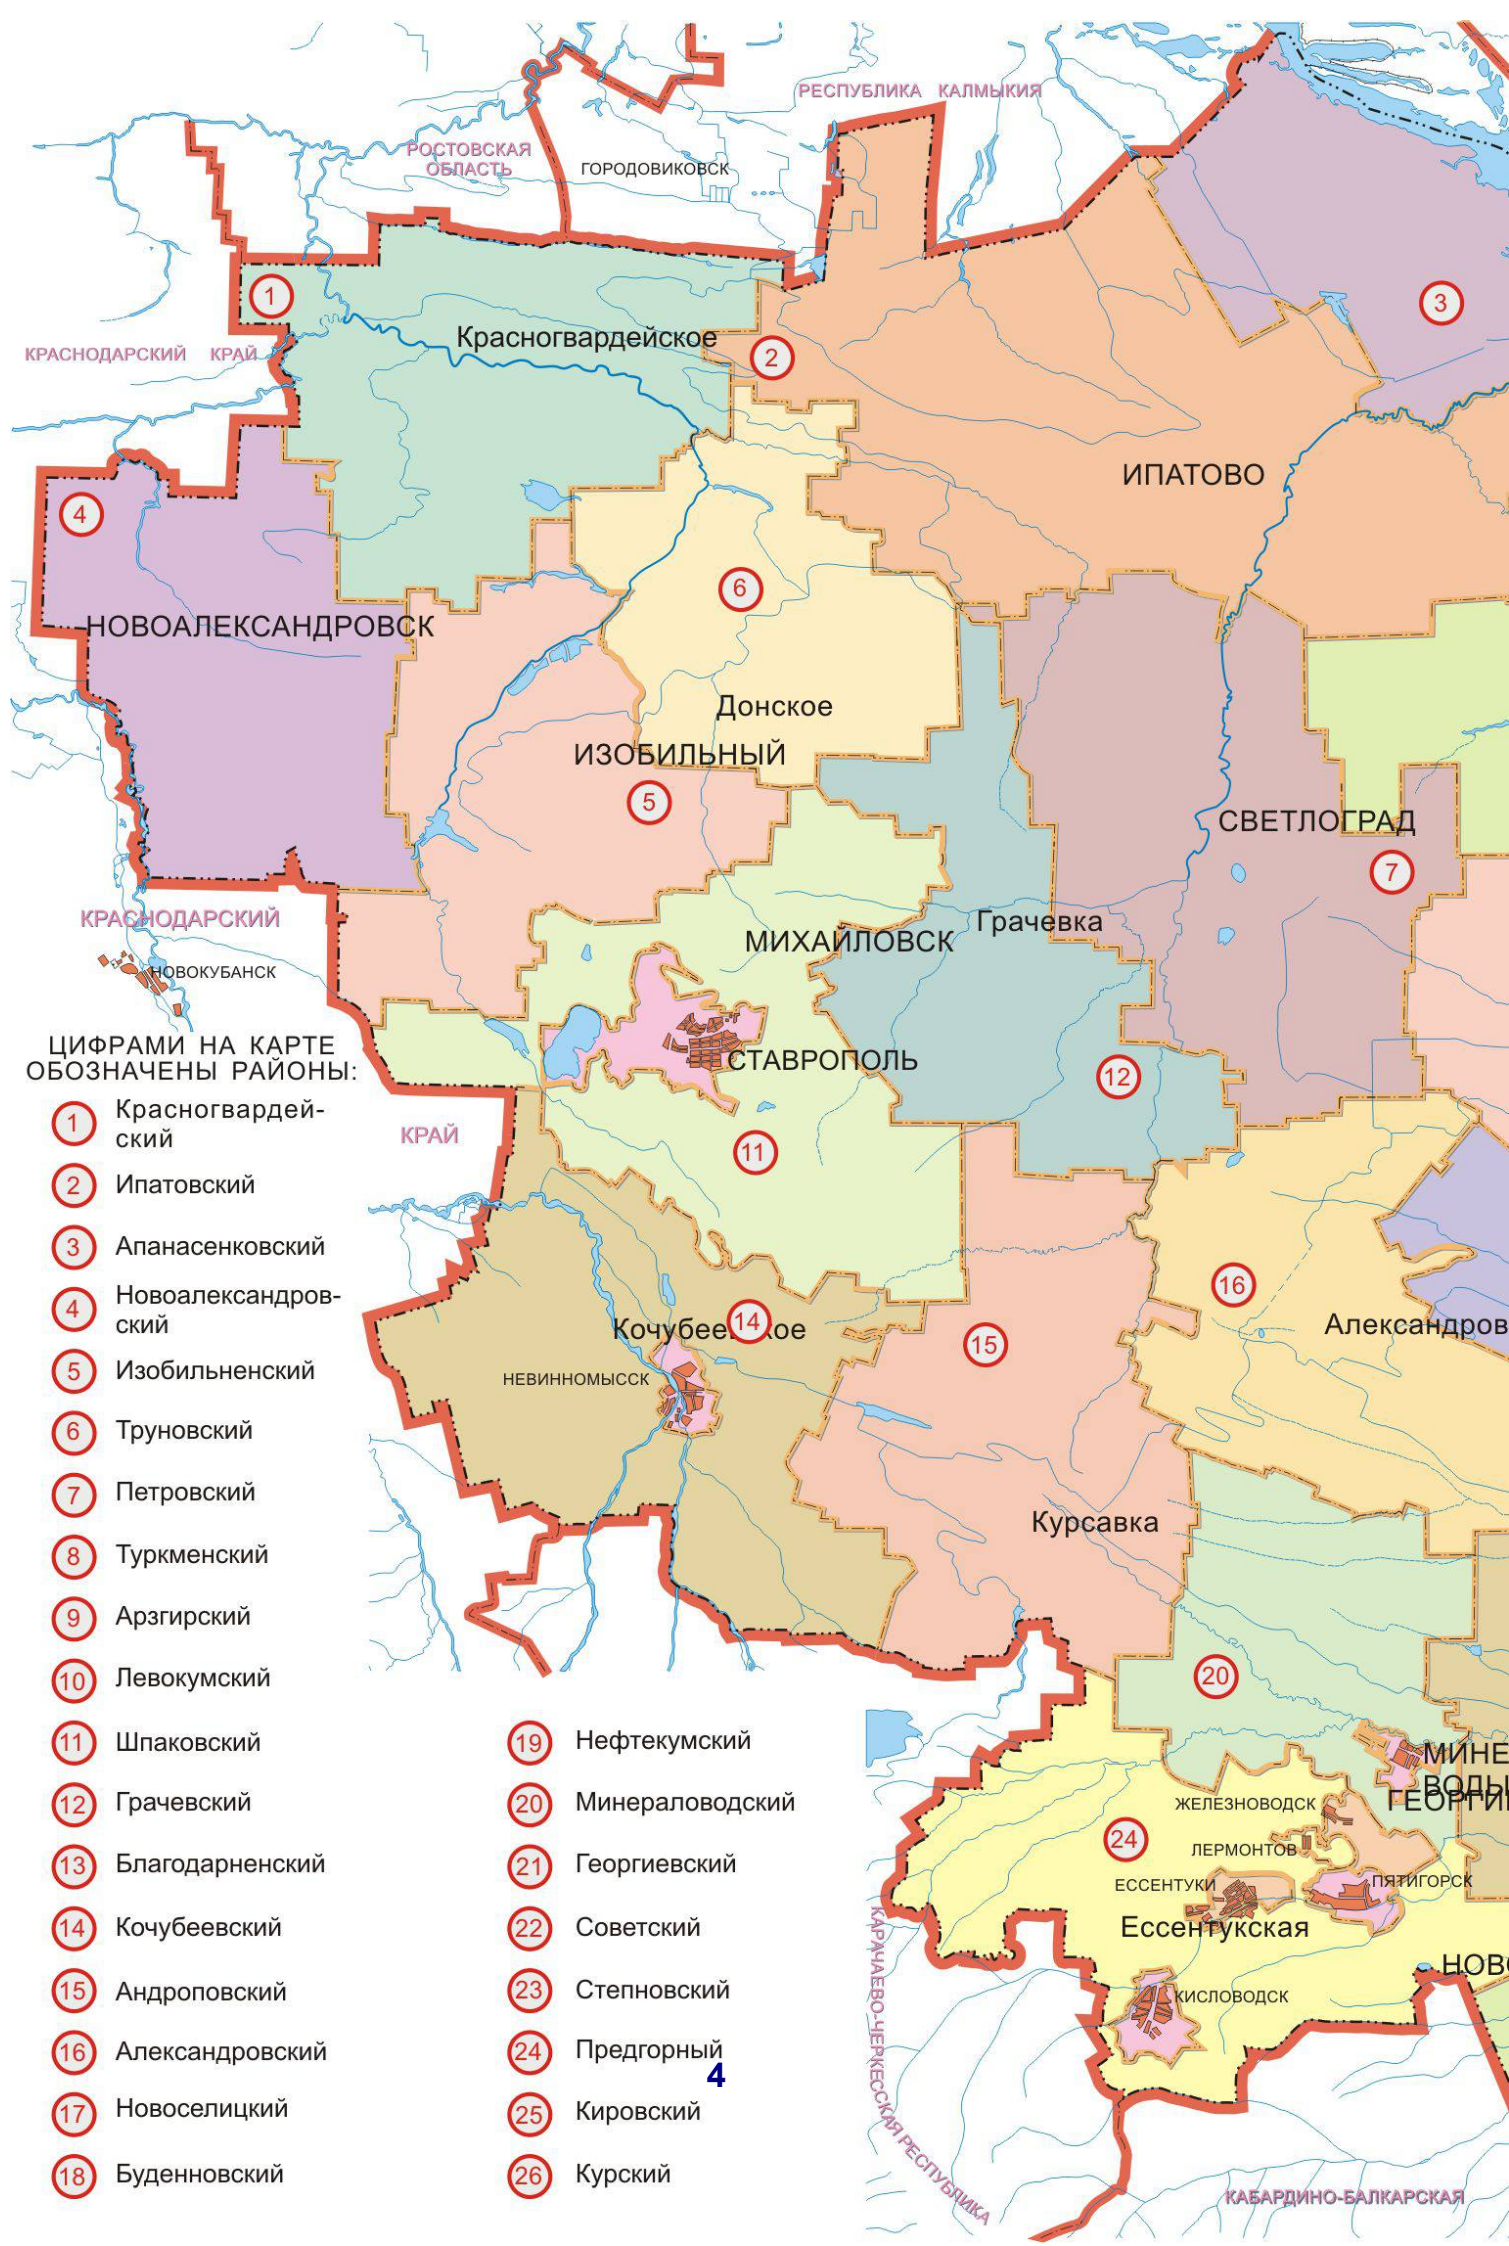 РЕСПУБЛИКА КАЛМЫКИЯ
РОСТОВСКАЯ
ОБЛАСТЬ
ГОРОДОВИКОВСК
1
3
Красногвардейское
КРАСНОДАРСКИЙ КРАЙ
2
ИПАТОВО
4
6
НОВОАЛЕКСАНДРОВСК
Донское
ИЗОБИЛЬНЫЙ
5
СВЕТЛОГРАД
7
КРАСНОДАРСКИЙ
Грачевка
МИХАЙЛОВСК
НОВОКУБАНСК
СТАВРОПОЛЬ
12
КРАЙ
11
16
14
Кочубеевское
15
Александров
НЕВИННОМЫССК
Курсавка
20
МИНЕ
ВОДЫ
ГЕОРГИ
ЖЕЛЕЗНОВОДСК
24
ЛЕРМОНТОВ
ЕССЕНТУКИ
ПЯТИГОРСК
Ессентукская
НОВО
КИСЛОВОДСК
КАРАЧАЕВО-ЧЕРКЕССКАЯ РЕСПУБЛИКА
КАБАРДИНО-БАЛКАРСКАЯ
ЦИФРАМИ НА КАРТЕ
ОБОЗНАЧЕНЫ РАЙОНЫ:
1 Красногвардей-
ский
2 Ипатовский
3 Апанасенковский
4 Новоалександров-
ский
5 Изобильненский
6 Труновский
7 Петровский
8 Туркменский
9 Арзгирский
10 Левокумский
11 Шпаковский
12 Грачевский
13 Благодарненский
14 Кочубеевский
15 Андроповский
16 Александровский
17 Новоселицкий
18 Буденновский
19 Нефтекумский
20 Минераловодский
21 Георгиевский
22 Советский
23 Степновский
24 Предгорный
4
25 Кировский
26 Курский